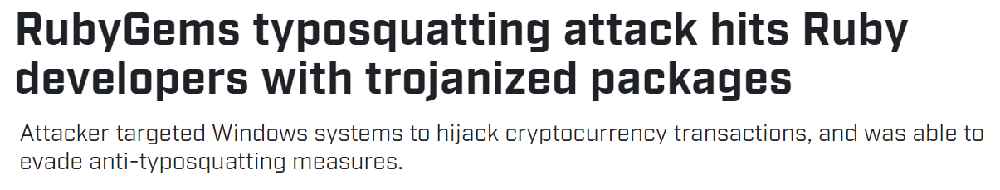 RubyGems typosquatting attack hits Ruby
developers with trojanized packages
Attacker targeted Windows systems to hijack cryptocurrency transactions, and was able to
evade anti-typosquatting measures.